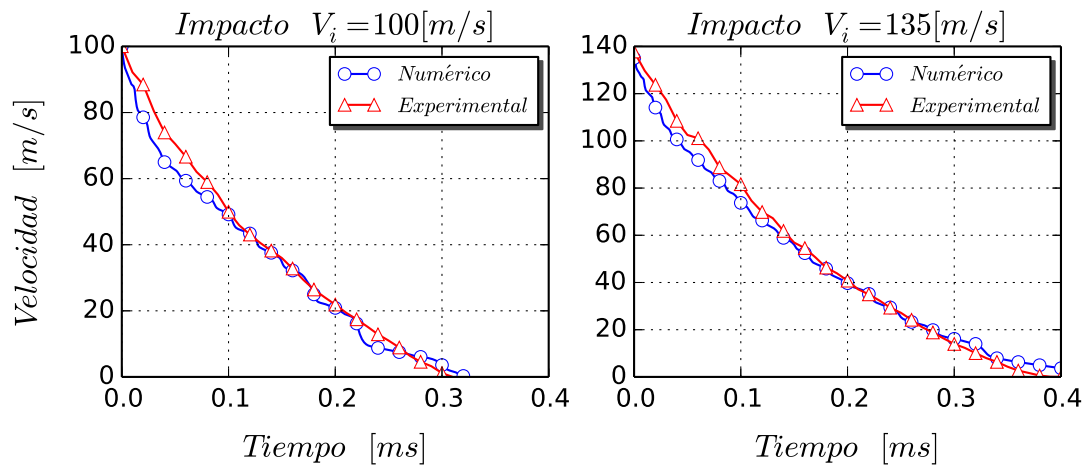 Impacto V_i=100[m/s]
100
80
60
40
20
0
0.0 0.1 0.2 0.3 0.4
Velocidad [m/s]
Tiempo [ms]
Numérico
Experimental
Impacto V_i=135[m/s]
140
120
100
80
60
40
20
0
0.0 0.1 0.2 0.3 0.4
Tiempo [ms]
Numérico
Experimental